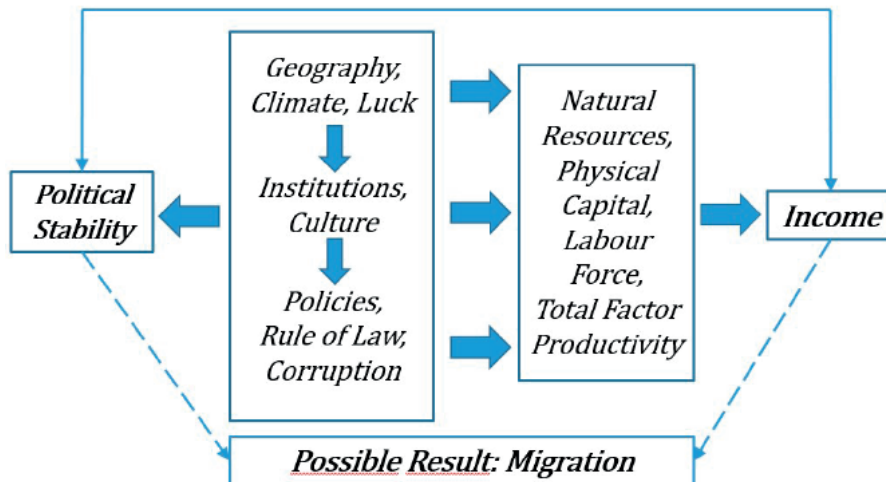 Geography,
Climate, Luck
Institutions,
Culture
Policies,
Rule of Law,
Corruption
Political
Stability
Natural
Resources,
Physical
Capital,
Labour
Force,
Total Factor
Productivity
Income
Possible Result: Migration